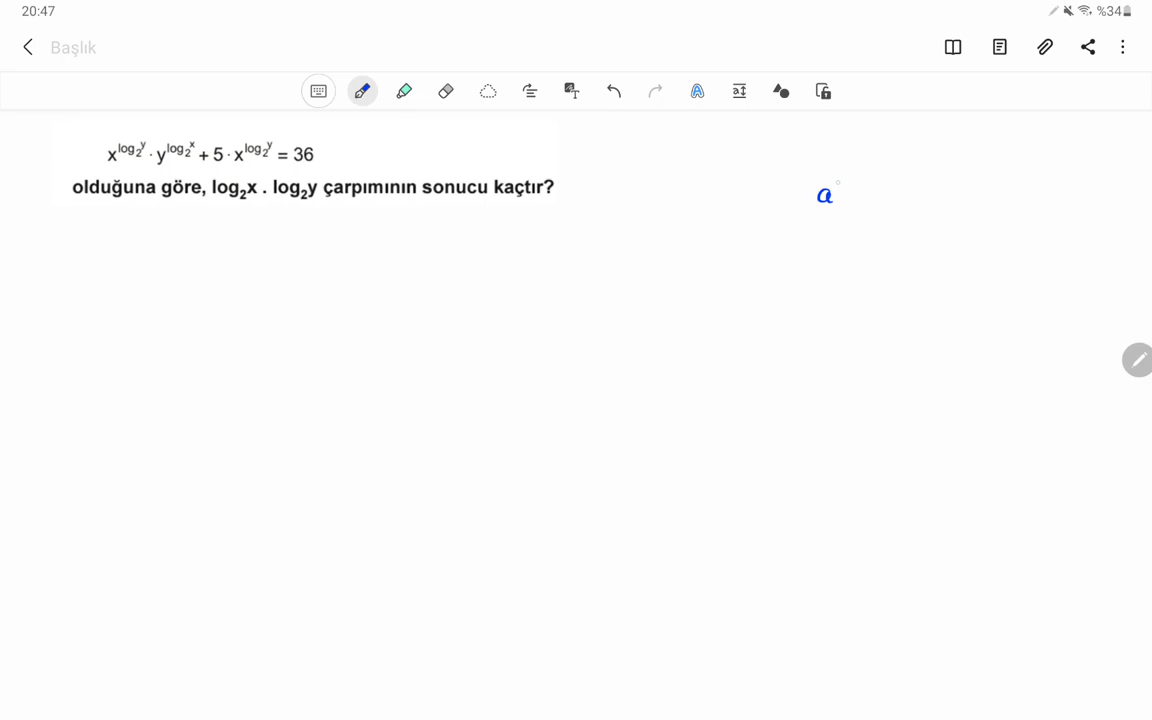 20:47
%34
Başlık
x^log₂y · y^log₂x + 5 · x^log₂y = 36
olduğuna göre, log₂x . log₂y çarpımının sonucu kaçtır?
a